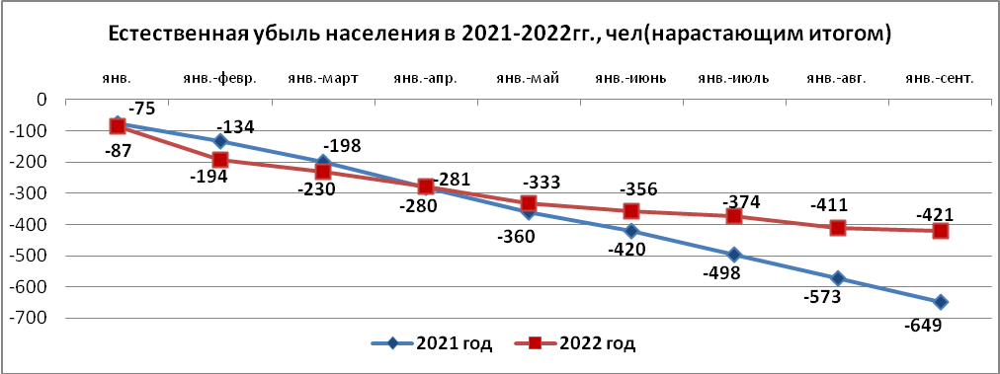 Естественная убыль населения в 2021-2022гг., чел(нарастающим итогом)
янв. янв.-февр. янв.-март янв.-апр. янв.-май янв.-июнь янв.-июль янв.-авг. янв.-сент.
0
-100
-200
-300
-400
-500
-600
-700
-75 -134 -198 -281 -333 -356 -374 -411 -421
-87 -194 -230 -280 -360 -420 -498 -573 -649
2021 год 2022 год